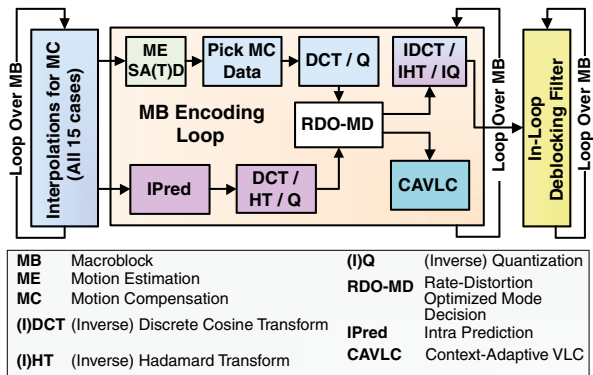 Loop Over MB
Interpolations for MC
(All 15 cases)
ME
SA(T)D
Pick MC
Data
DCT / Q
IDCT /
IHT / IQ
MB Encoding
Loop
RDO-MD
IPred
DCT /
HT / Q
CAVLC
Loop Over MB
In-Loop
Deblocking Filter
Loop Over MB
MB Macroblock
ME Motion Estimation
MC Motion Compensation
(I)DCT (Inverse) Discrete Cosine Transform
(I)HT (Inverse) Hadamard Transform
(I)Q (Inverse) Quantization
RDO-MD Rate-Distortion
Optimized Mode
Decision
IPred Intra Prediction
CAVLC Context-Adaptive VLC